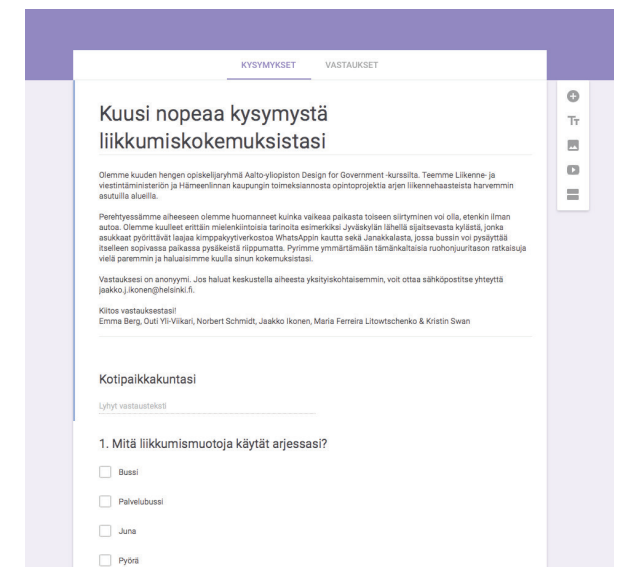 KYSYMYKSET VASTAUKSET
Kuusi nopeaa kysymystä
liikkumiskokemuksistasi
Olemme kuuden hengen opiskelijaryhmä Aalto-yliopiston Design for Government -kurssilta. Teemme Liikenne- ja
viestintäministeriön ja Hämeenlinnan kaupungin toimeksiannosta opintoprojektia arjen liikennehaasteista harvemmin
asutuilla alueilla.
Perehtyessämme aiheeseen olemme huomanneet kuinka vaikeaa paikasta toiseen siirtyminen voi olla, etenkin ilman
autoa. Olemme kuulleet erittäin mielenkiintoisia tarinoita esimerkiksi Jyväskylän lähellä sijaitsevasta kylästä, jonka
asukkaat pyörittävät laajaa kimppakyytiverkostoa WhatsAppin kautta sekä Janakkalasta, jossa bussin voi pysäyttää
itselleen sopivassa paikassa pysäkeistä riippumatta. Pyrimme ymmärtämään tämänkaltaisia ruohonjuuritason ratkaisuja
vielä paremmin ja haluaisimme kuulla sinun kokemuksistasi.
Vastauksesi on anonyymi. Jos haluat keskustella aiheesta yksityiskohtaisemmin, voit ottaa sähköpostitse yhteyttä
jaakko.j.ikonen@helsinki.fi.
Kiitos vastauksestasi!
Emma Berg, Outi Yli-Viikari, Norbert Schmidt, Jaakko Ikonen, Maria Ferreira Litowtschenko & Kristin Swan
Kotipaikkakuntasi
Lyhyt vastausteksti
1. Mitä liikkumismuotoja käytät arjessasi?
Bussi
Palvelubussi
Juna
Pyörä